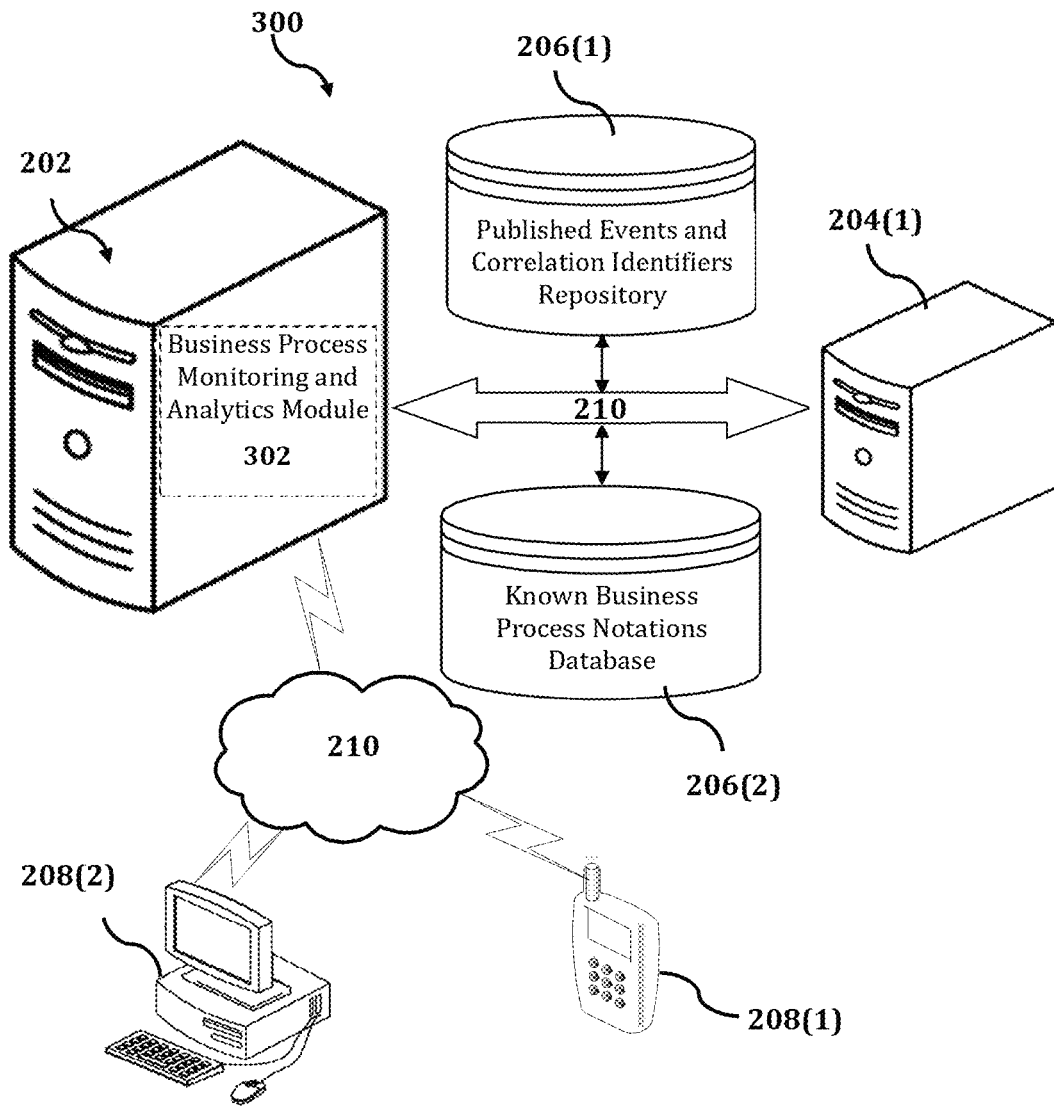 300
206(1)
202
204(1)
Published Events and
Correlation Identifiers
Repository
Business Process
Monitoring and
Analytics Module
302
210
Known Business
Process Notations
Database
210
206(2)
208(2)
208(1)